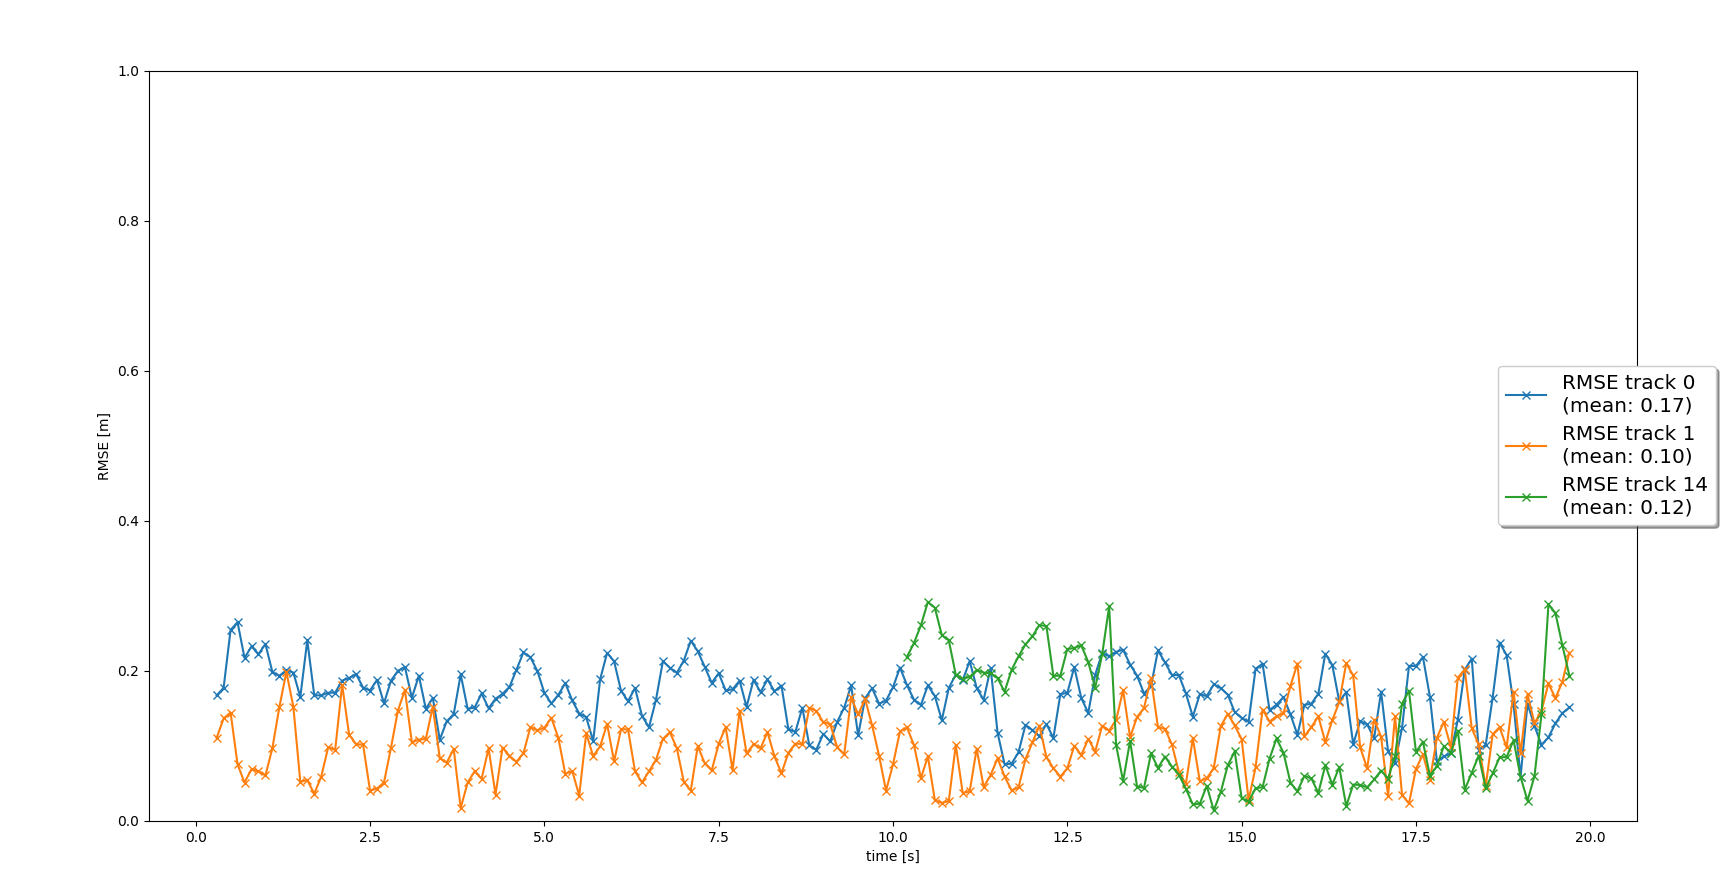 1.0
0.8
0.6
0.4
0.2
0.0
RMSE [m]
0.0 2.5 5.0 7.5 10.0 12.5 15.0 17.5 20.0
time [s]
RMSE track 0
(mean: 0.17)
RMSE track 1
(mean: 0.10)
RMSE track 14
(mean: 0.12)